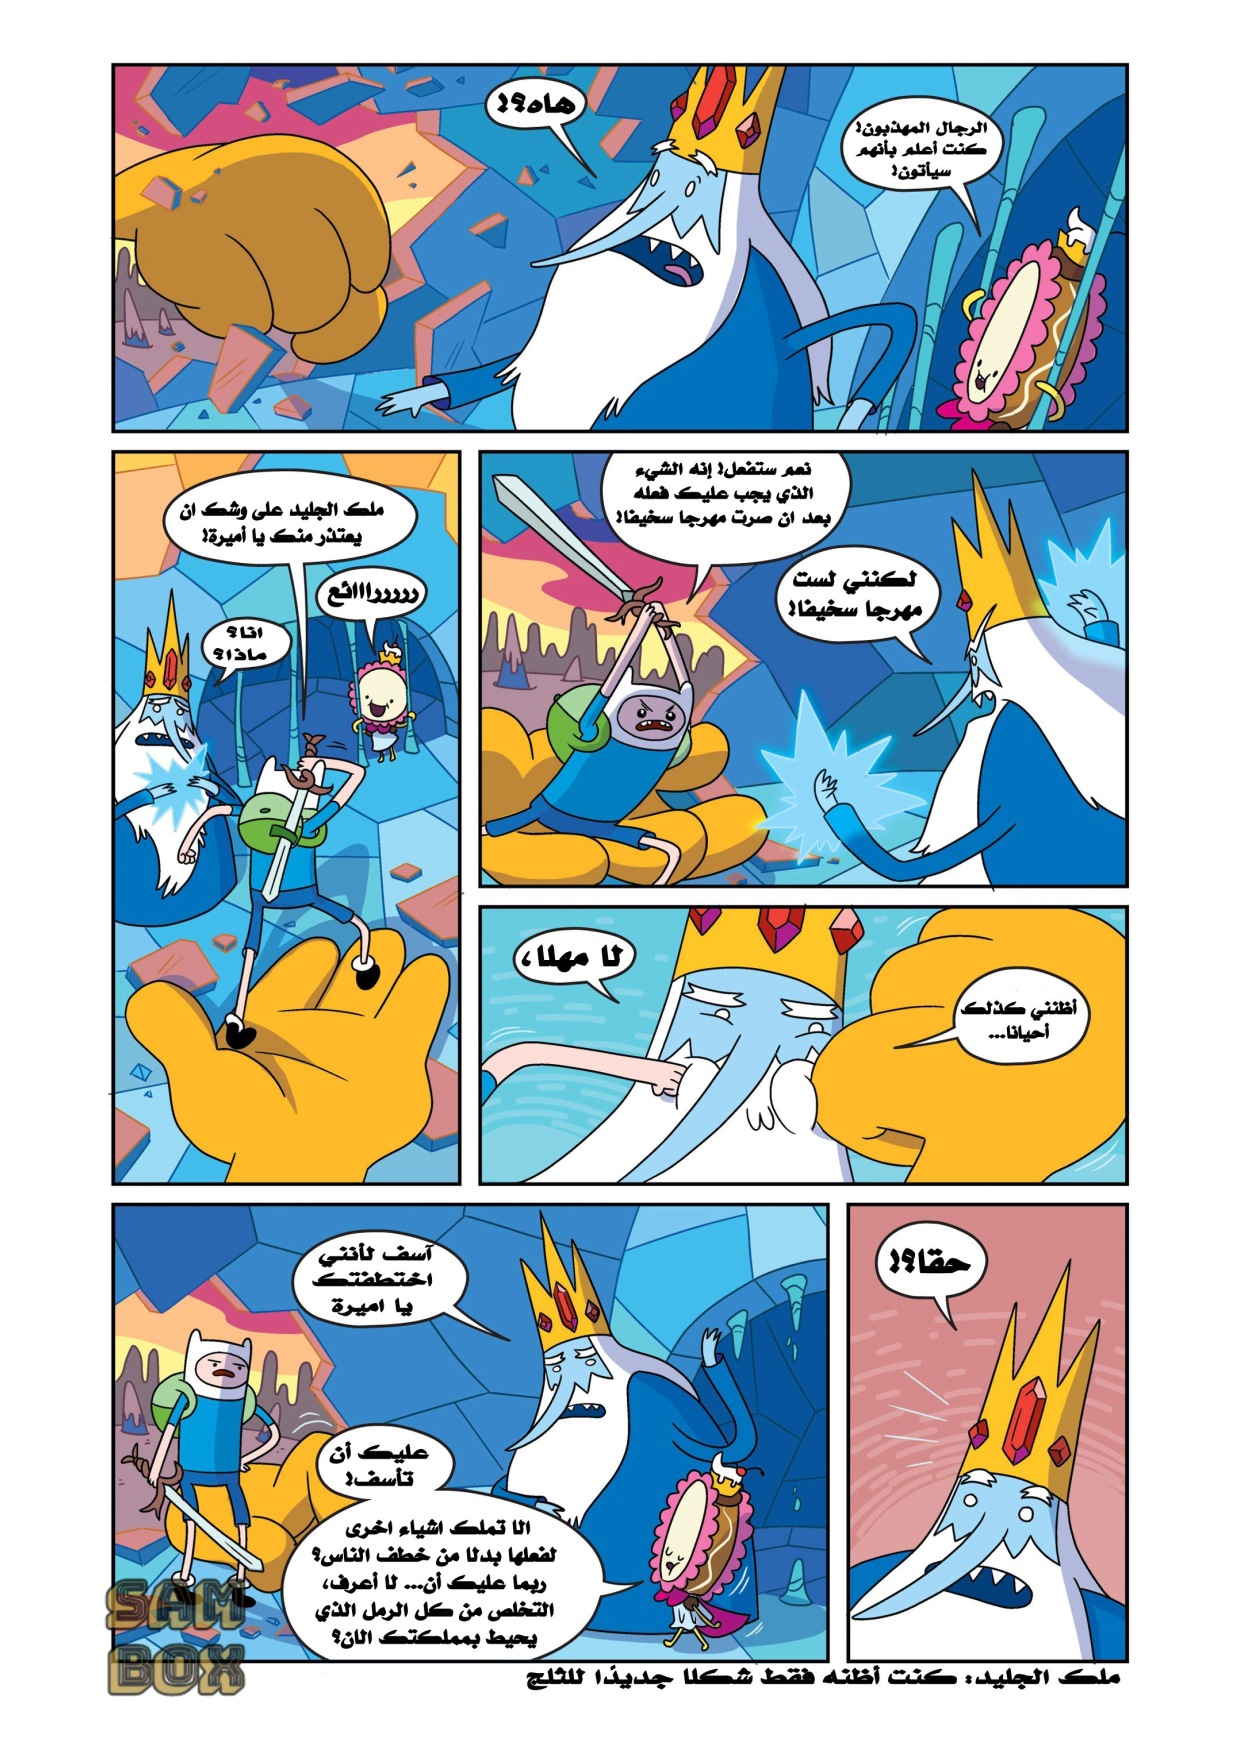 الرجال المهذبون!
كنت أعلم بأنهم
سيأتون!
هاه؟!
نعم ستفعل! إنه الشيء
الذي يجب عليك فعله
بعد ان صرت مهرجا سخيفا!
لكنني لست
مهرجا سخيفا!
ملك الجليد على وشك ان
يعتذر منك يا أميرة!
رررررااااائع
انا؟
ماذا؟
أظنني كذلك
أحيانا...
لا مهلا،
حقا؟!
آسف لأنني
اختطفتك
يا اميرة
عليك أن
تأسف!
الا تملك اشياء اخرى
لفعلها بدلا من خطف الناس؟
ربما عليك أن... لا أعرف،
التخلص من كل الرمل الذي
يحيط بمملكتك الان؟
SAM
BOX
ملك الجليد: كنت أظنه فقط شكلا جديدًا للثلج